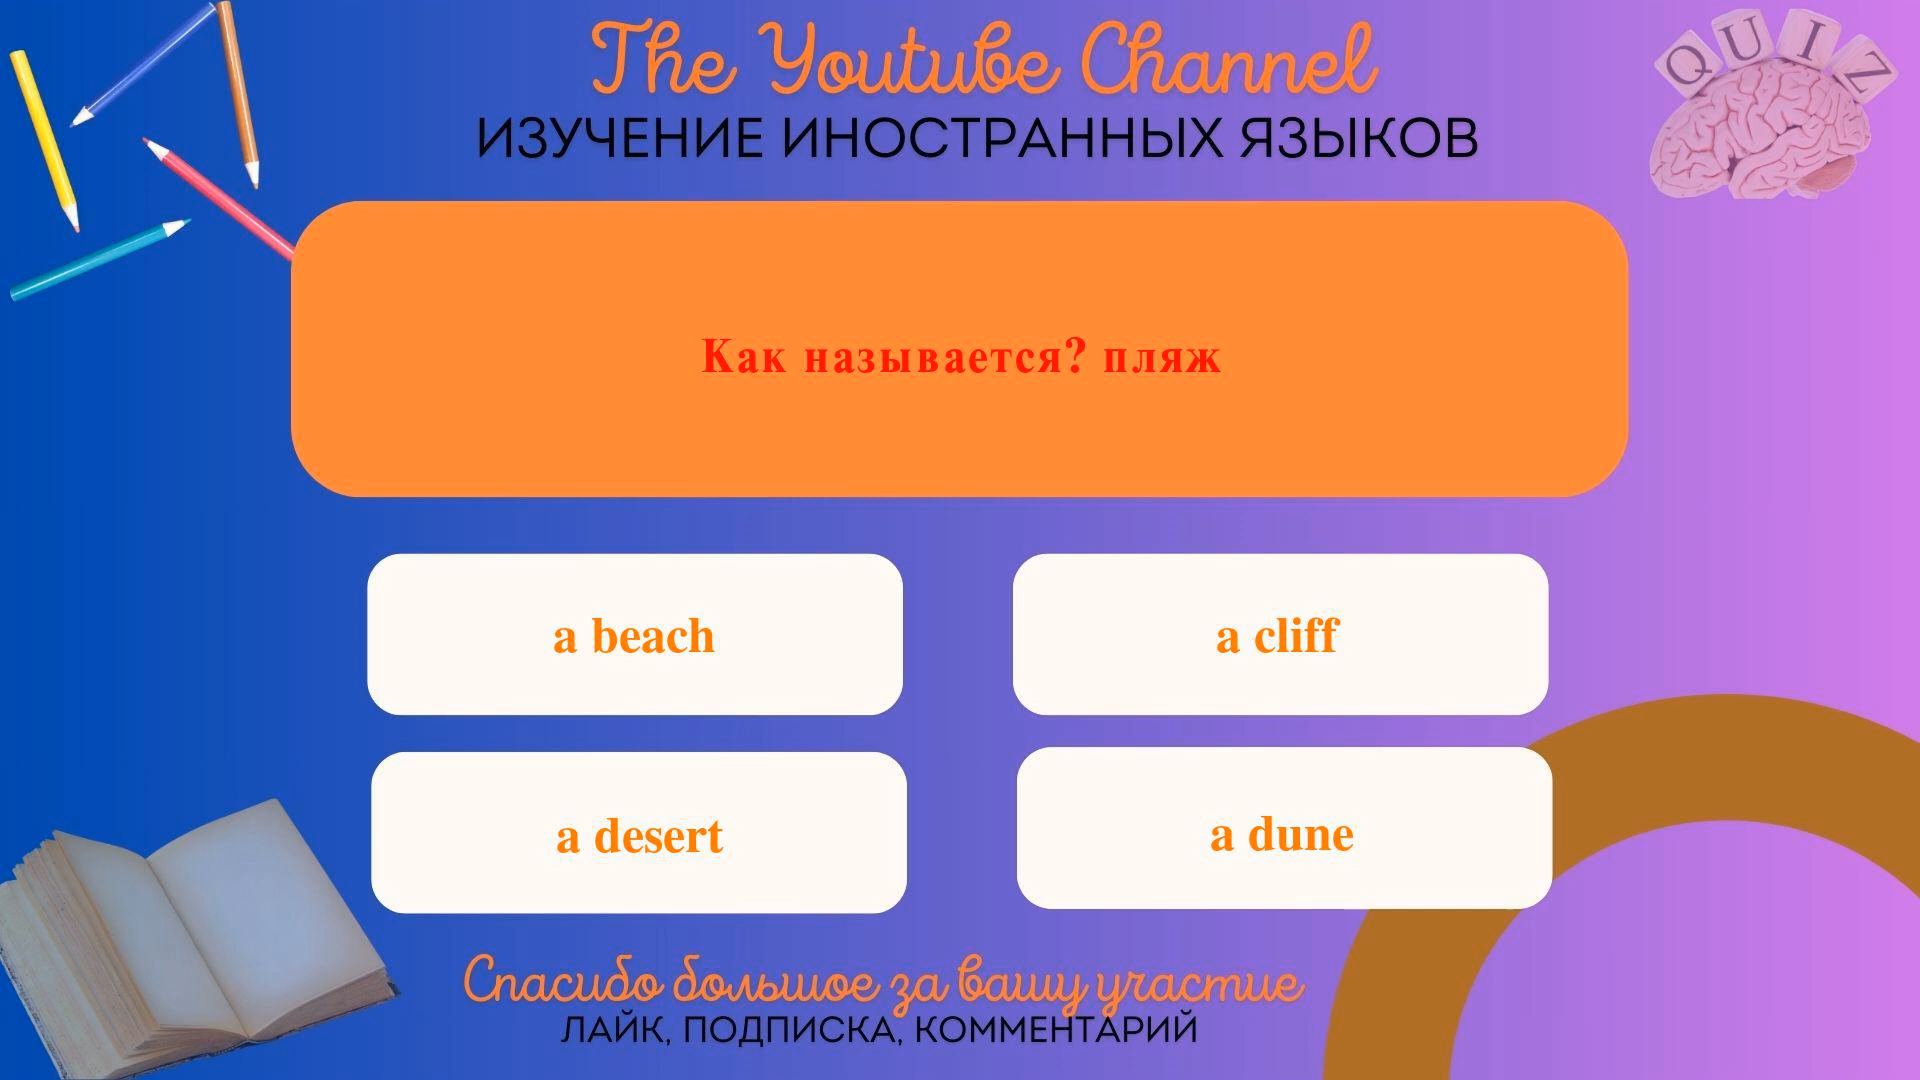 The Youtube Channel
QUIZ
ИЗУЧЕНИЕ ИНОСТРАННЫХ ЯЗЫКОВ
Как называется? пляж
a beach
a cliff
a desert
a dune
Спасибо большое за вашу участие
ЛАЙК, ПОДПИСКА, КОММЕНТАРИЙ